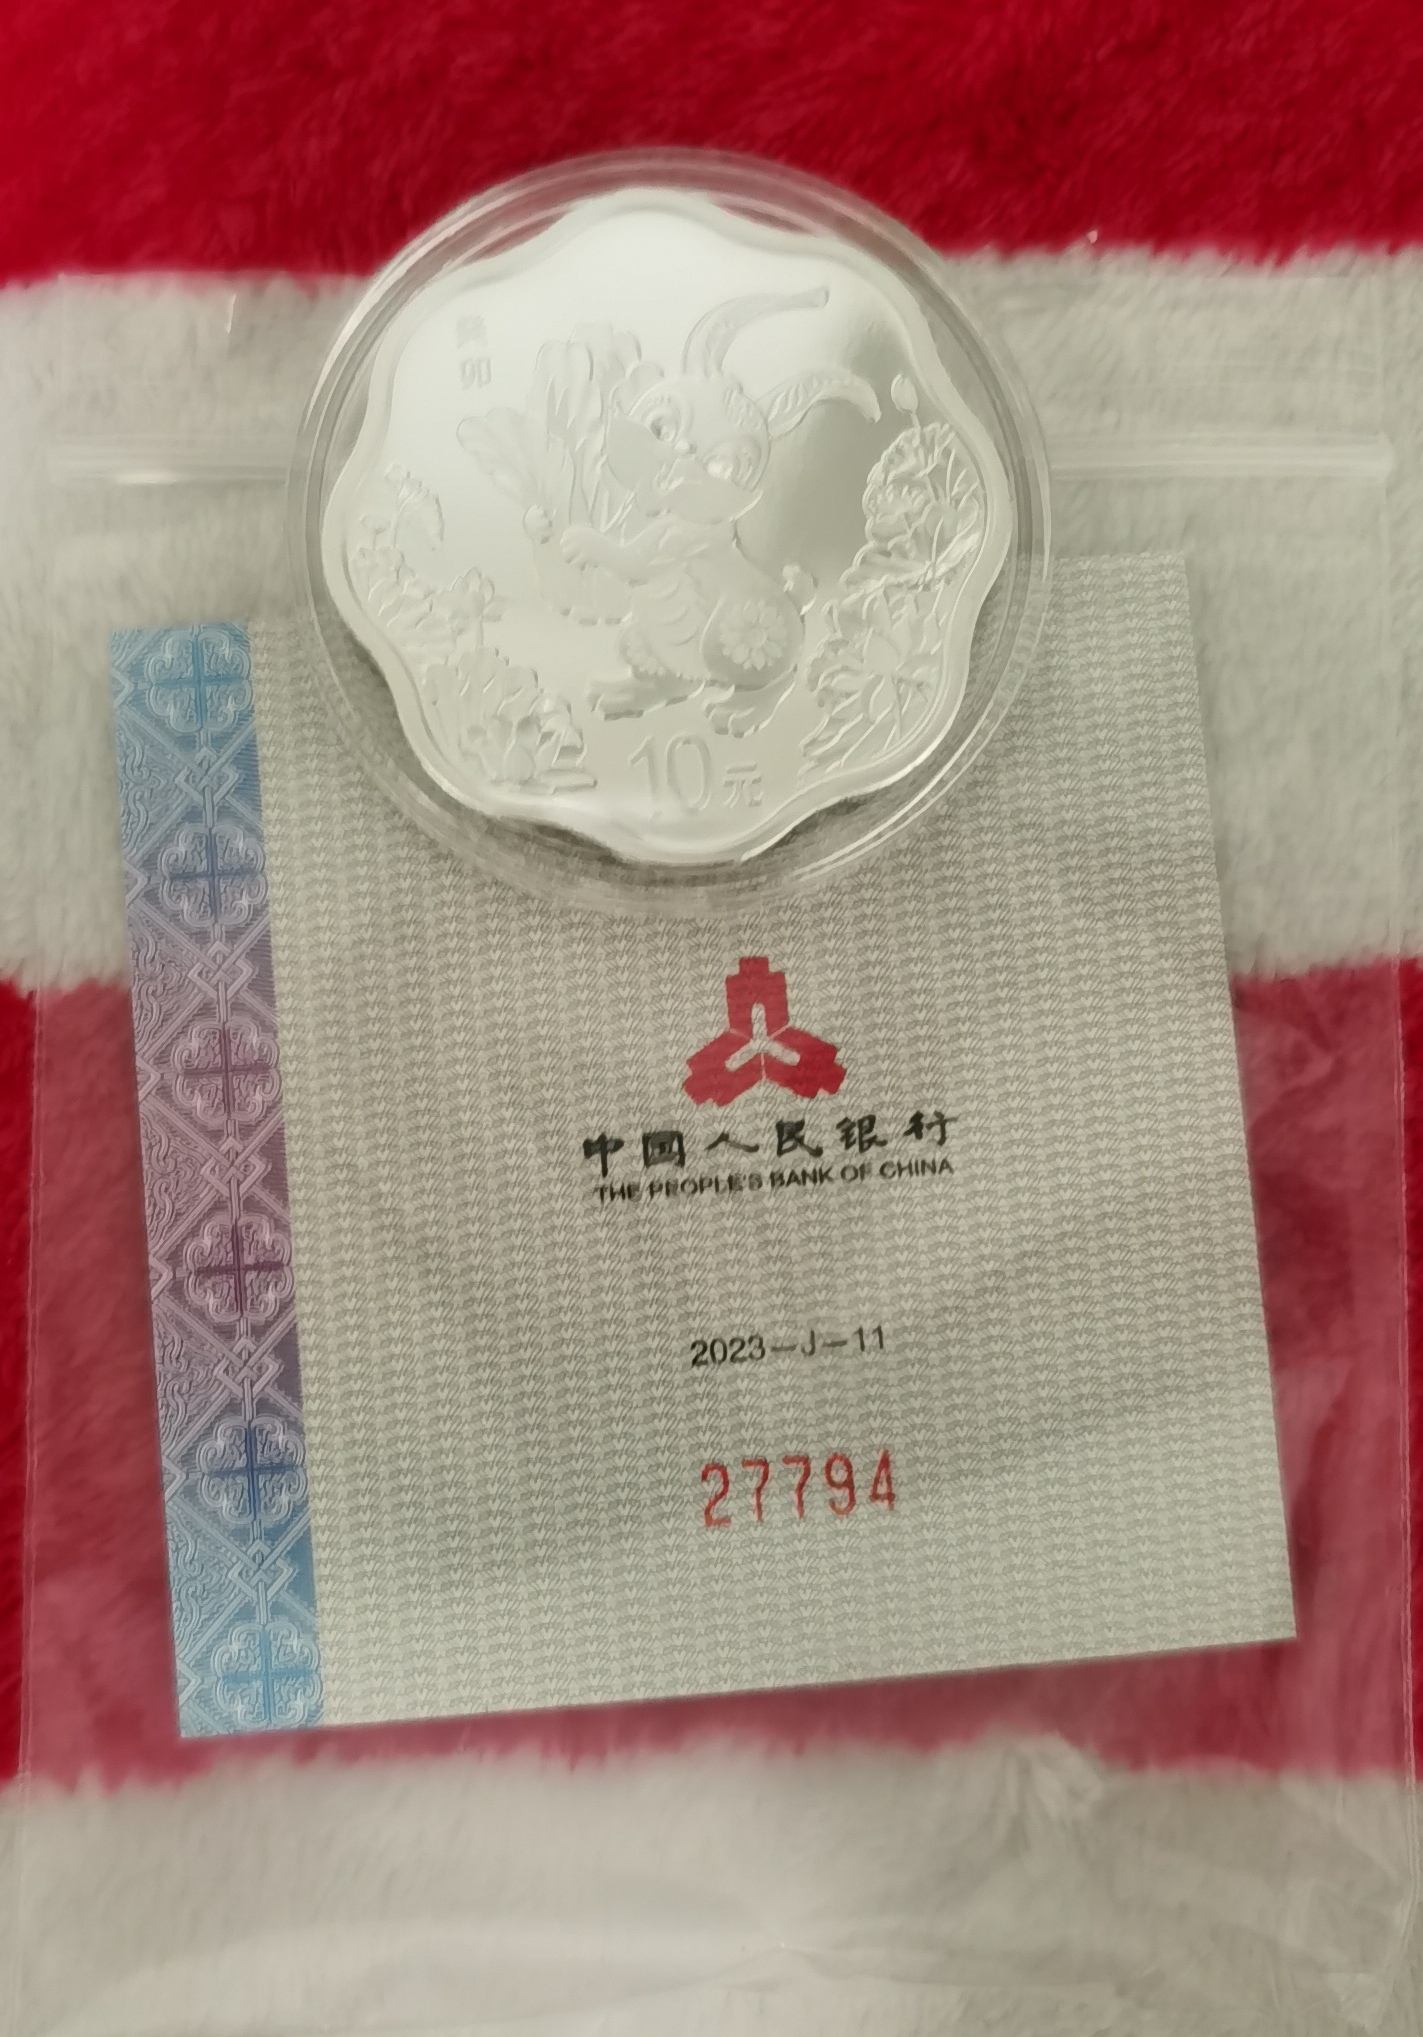 癸
卯
10元
中国人民银行
THE PEOPLE'S BANK OF CHINA
2023-J-11
27794